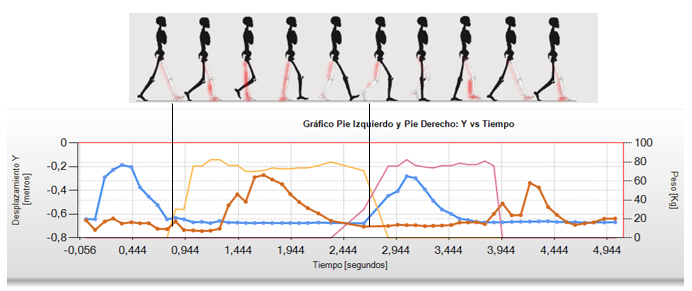 Gráfico Pie Izquierdo y Pie Derecho: Y vs Tiempo
Desplazamiento Y
[metros]
0
-0,2
-0,4
-0,6
-0,8
100
80
60
40
20
0
Peso [Kg]
-0,056 0,444 0,944 1,444 1,944 2,444 2,944 3,444 3,944 4,444 4,944
Tiempo [segundos]